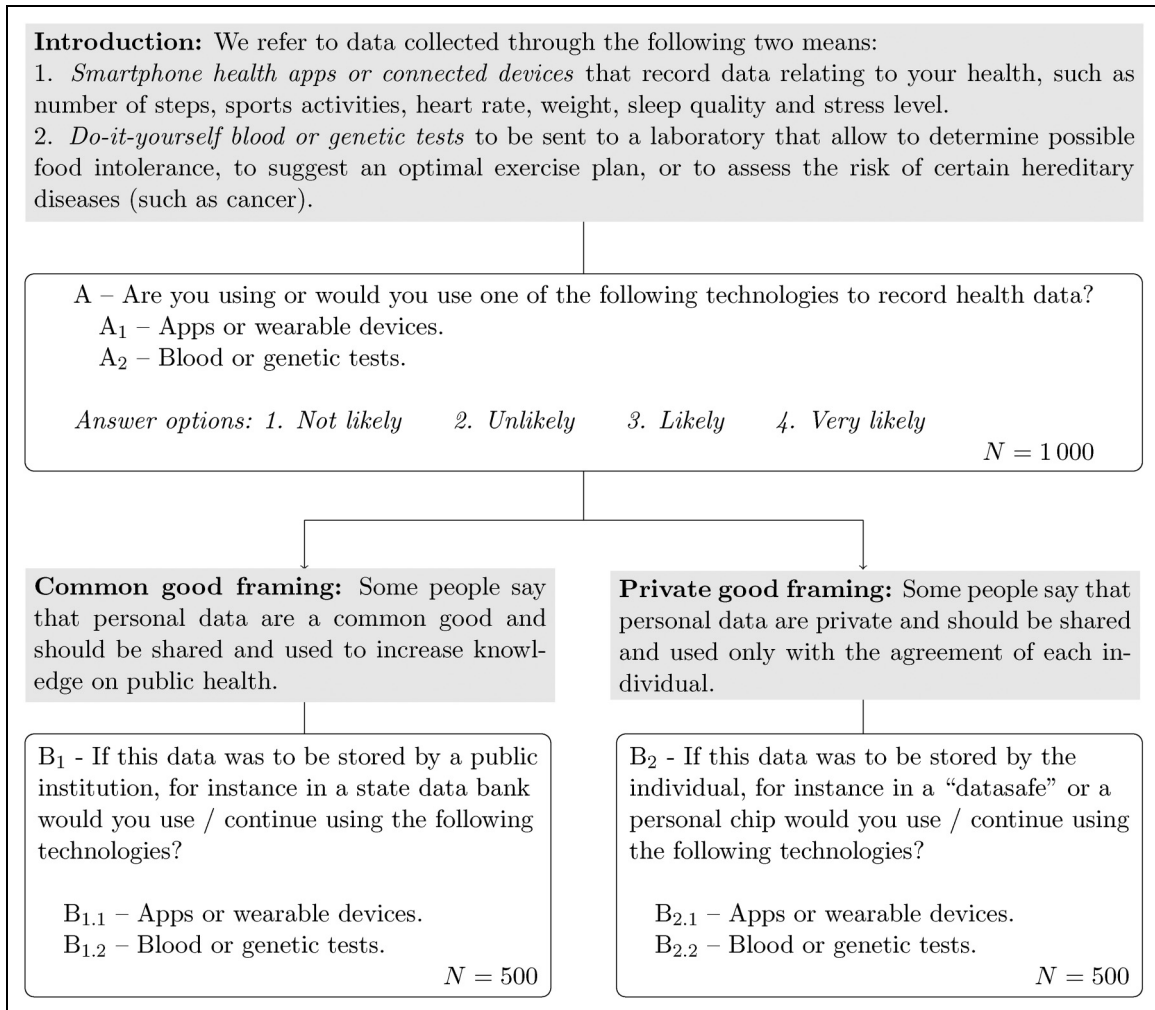 Introduction: We refer to data collected through the following two means:
1. Smartphone health apps or connected devices that record data relating to your health, such as
number of steps, sports activities, heart rate, weight, sleep quality and stress level.
2. Do-it-yourself blood or genetic tests to be sent to a laboratory that allow to determine possible
food intolerance, to suggest an optimal exercise plan, or to assess the risk of certain hereditary
diseases (such as cancer).
A – Are you using or would you use one of the following technologies to record health data?
A₁ – Apps or wearable devices.
A₂ – Blood or genetic tests.
Answer options: 1. Not likely 2. Unlikely 3. Likely 4. Very likely
N = 1 000
Common good framing: Some people say
that personal data are a common good and
should be shared and used to increase knowl-
edge on public health.
B₁ - If this data was to be stored by a public
institution, for instance in a state data bank
would you use / continue using the following
technologies?
B₁.₁ – Apps or wearable devices.
B₁.₂ – Blood or genetic tests.
N = 500
Private good framing: Some people say that
personal data are private and should be shared
and used only with the agreement of each in-
dividual.
B₂ - If this data was to be stored by the
individual, for instance in a “datasafe” or a
personal chip would you use / continue using
the following technologies?
B₂.₁ – Apps or wearable devices.
B₂.₂ – Blood or genetic tests.
N = 500